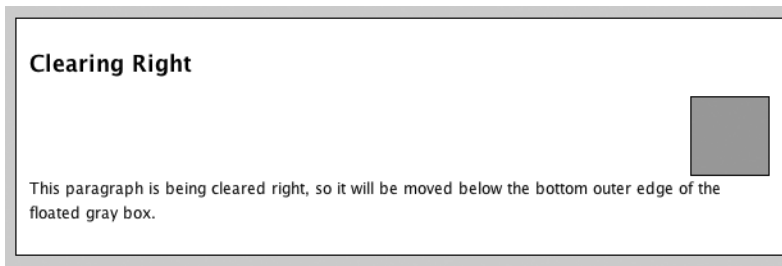 Clearing Right
This paragraph is being cleared right, so it will be moved below the bottom outer edge of the
floated gray box.